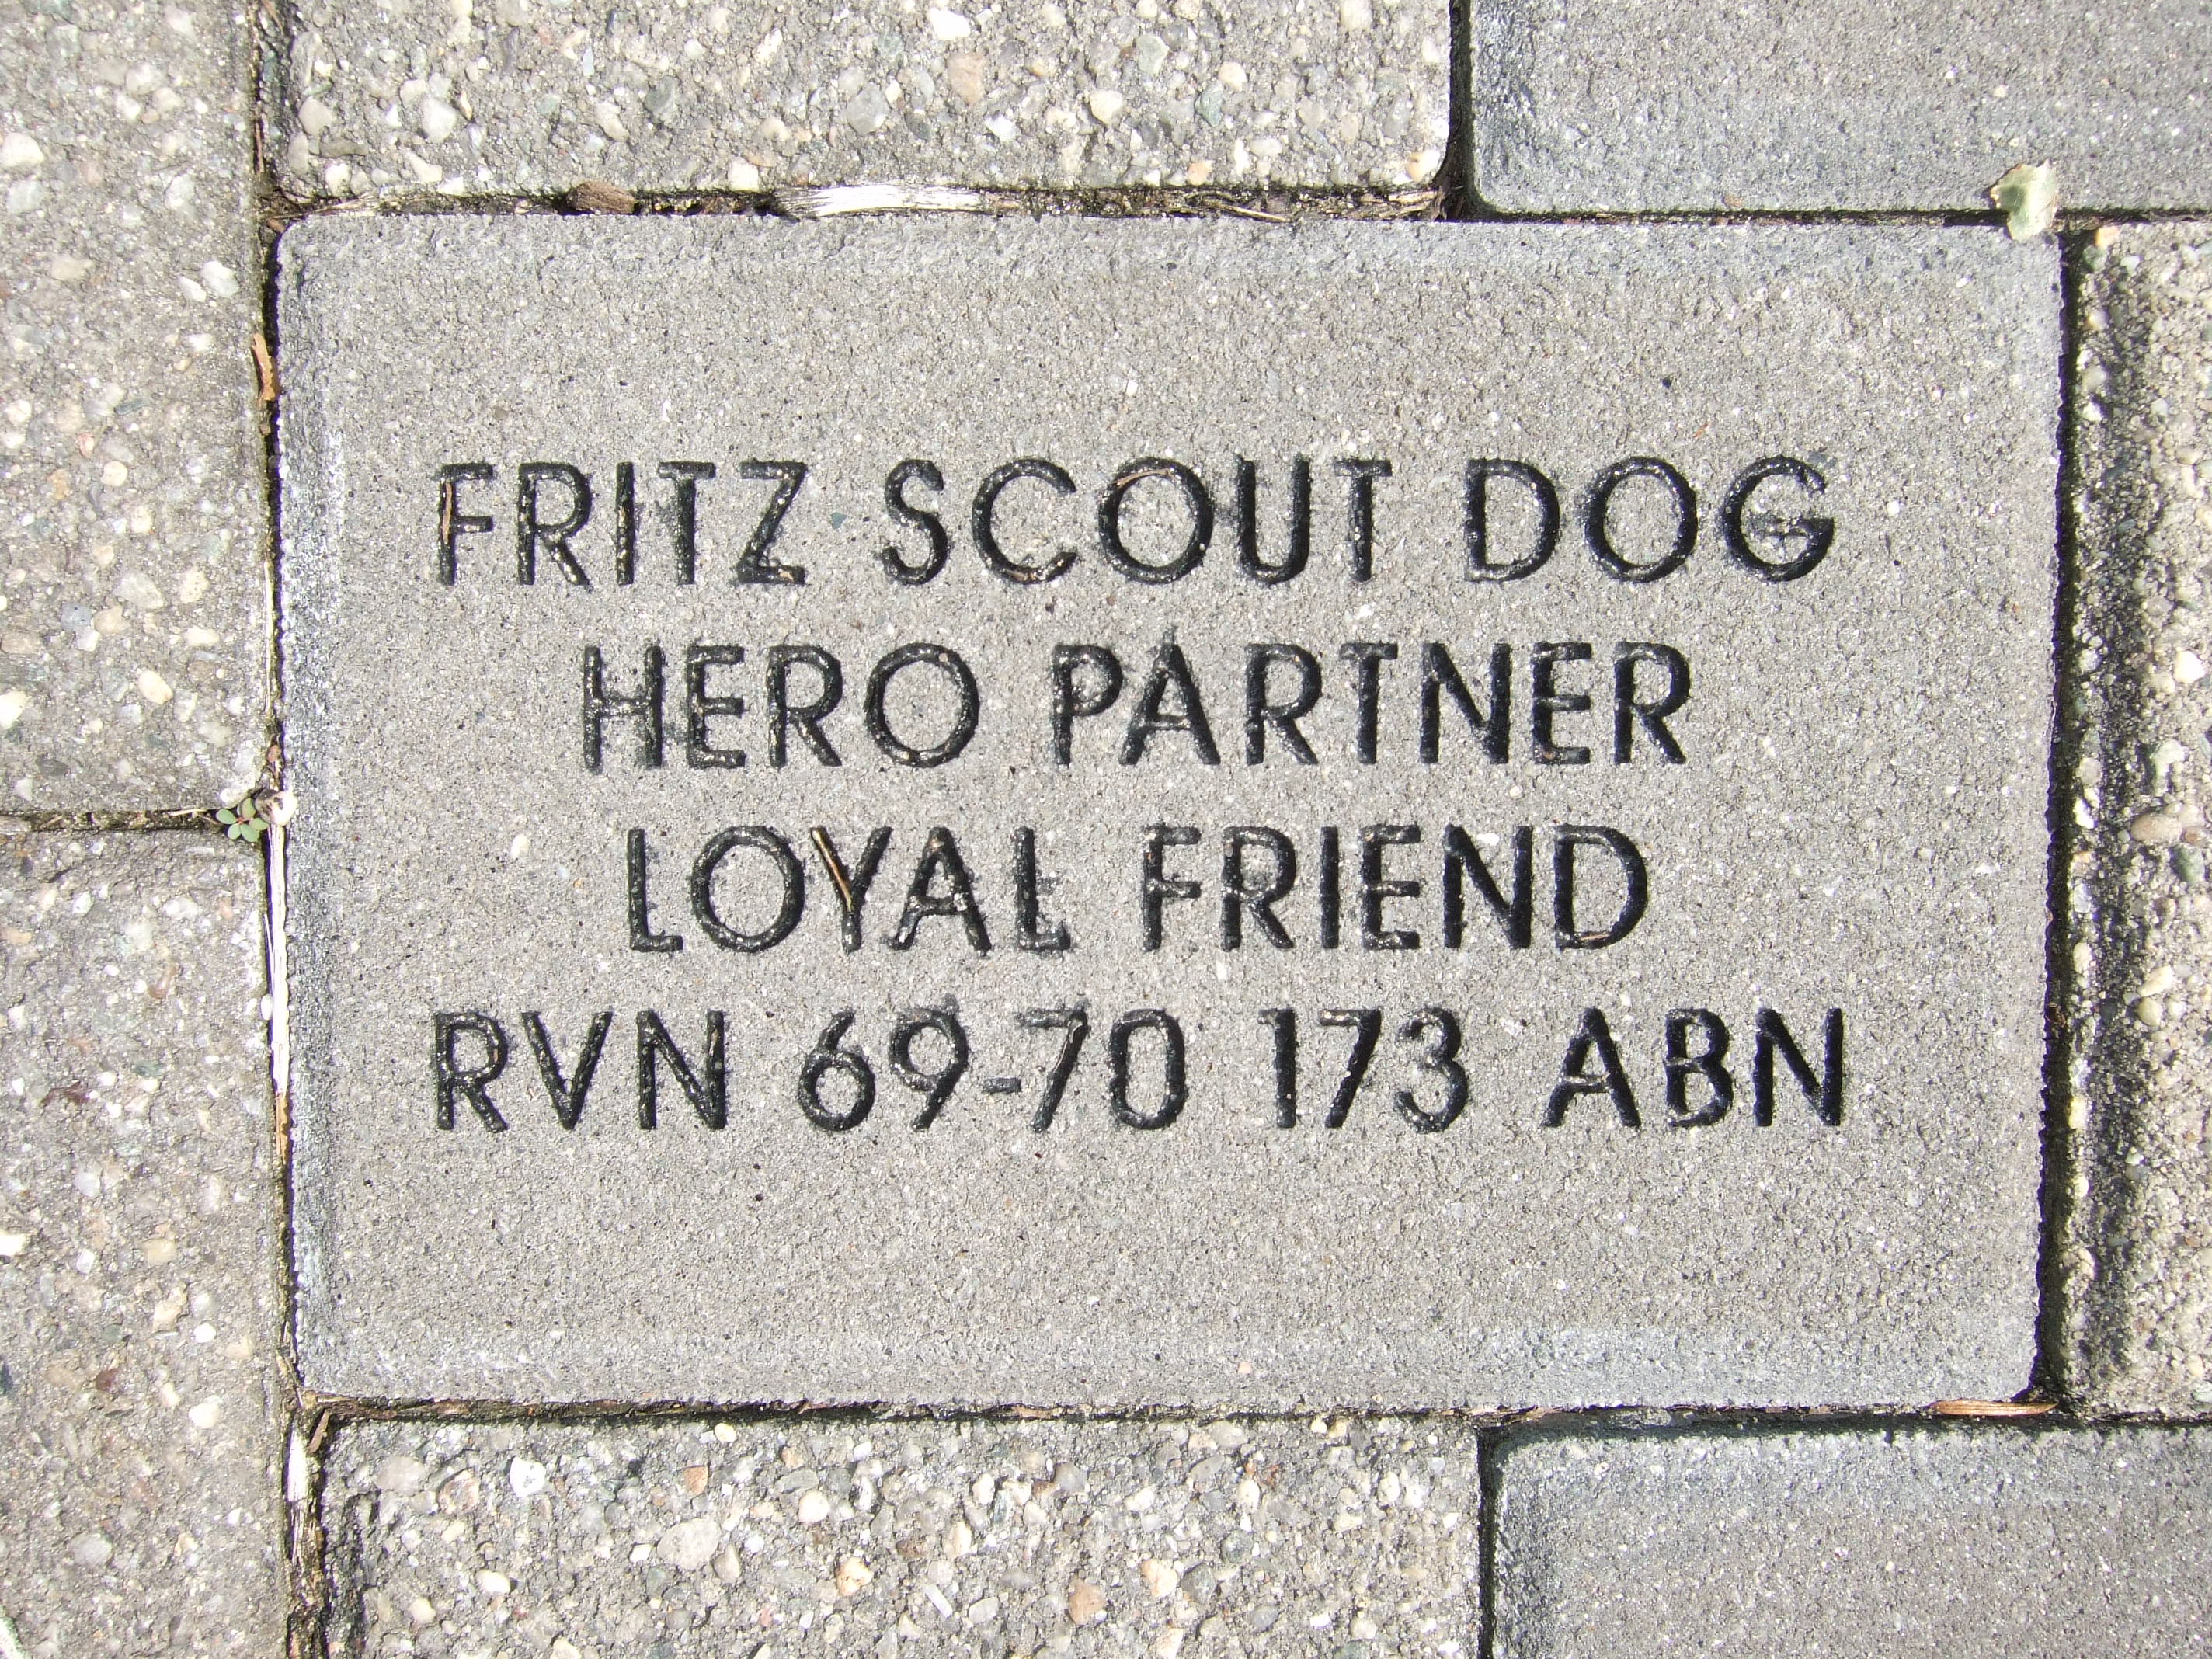 FRITZ SCOUT DOG
HERO PARTNER
LOYAL FRIEND
RVN 69-70 173 ABN